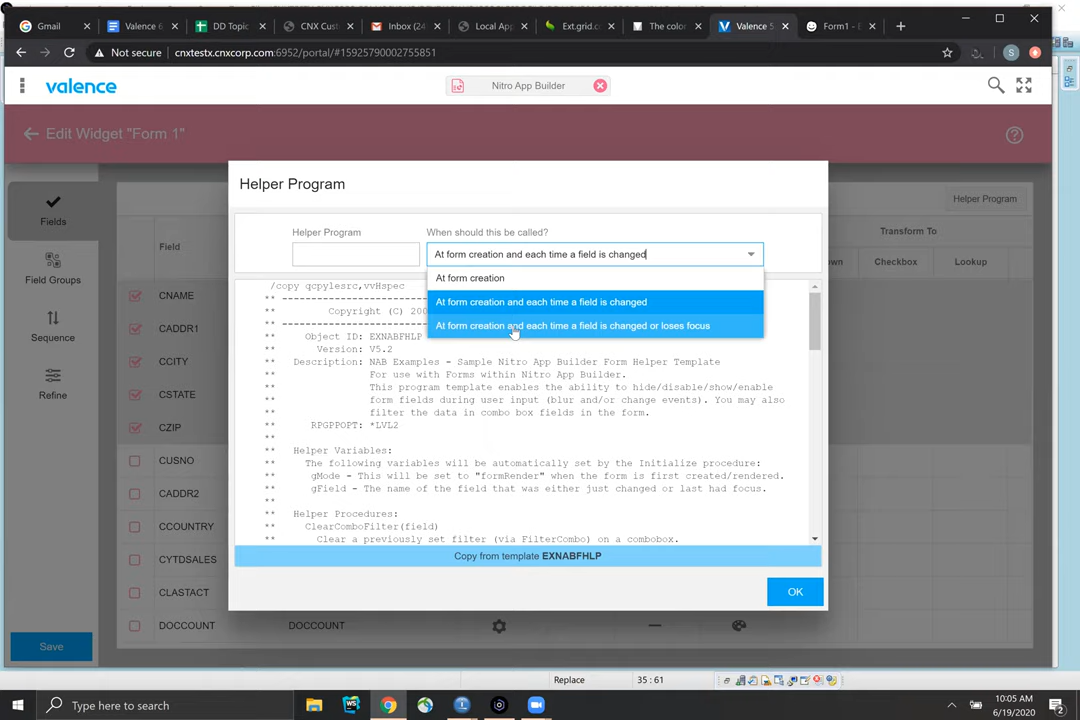 Gmail
Valence 6
DD Topic
CNX Cust
Inbox (24
Local App
Ext.grid.c
The color
Valence 5
Form1 - E
Not secure
cnxtestx.cnxcorp.com:6952/portal/#15925790002755851
S
valence
Nitro App Builder
Edit Widget "Form 1"
Helper Program
Fields
Field Groups
Sequence
Refine
Save
Field
Transform To
own
Checkbox
Lookup
CNAME
CADDR1
CCITY
CSTATE
CZIP
CUSNO
CADDR2
CCOUNTRY
CYTDSALES
CLASTACT
DOCCOUNT
DOCCOUNT
Helper Program
Helper Program
When should this be called?
At form creation and each time a field is changed
At form creation
At form creation and each time a field is changed
At form creation and each time a field is changed or loses focus
/copy qcpylesrc,vvHspec
** ----------------
** Copyright (C) 200
** ----------------
** Object ID: EXNABFHLP
** Version: V5.2
** Description: NAB Examples - Sample Nitro App Builder Form Helper Template
** For use with Forms within Nitro App Builder.
** This program template enables the ability to hide/disable/show/enable
** form fields during user input (blur and/or change events). You may also
** filter the data in combo box fields in the form.
** RPGPPOPT: *LVL2
**
** Helper Variables:
** The following variables will be automatically set by the Initialize procedure:
** gMode - This will be set to "formRender" when the form is first created/rendered.
** gField - The name of the field that was either just changed or last had focus.
**
** Helper Procedures:
** ClearComboFilter(field)
** Clear a previously set filter (via FilterCombo) on a combobox.
Copy from template EXNABFHLP
OK
Replace
35 : 61
Type here to search
10:05 AM
6/19/2020
2